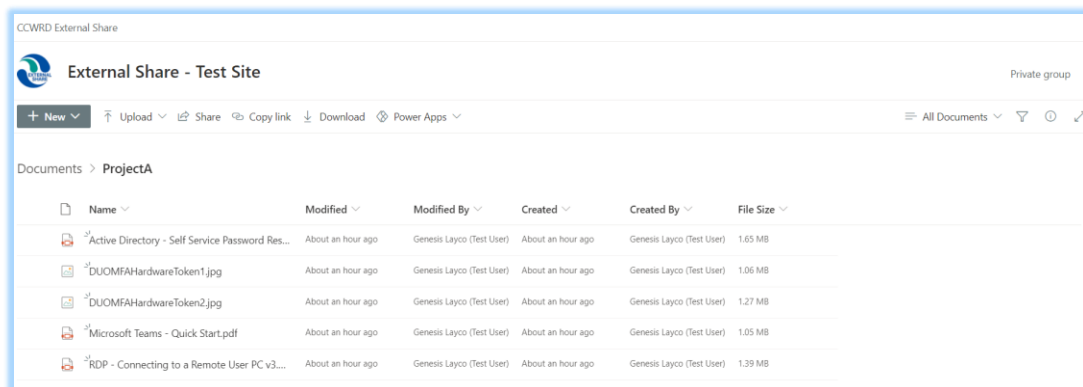 CCWRD External Share
EXTERNAL SHARE
External Share - Test Site
Private group
+ New Upload Share Copy link Download Power Apps All Documents
Documents > ProjectA
Name Modified Modified By Created Created By File Size
Active Directory - Self Service Password Res... About an hour ago Genesis Layco (Test User) About an hour ago Genesis Layco (Test User) 1.65 MB
DUOMFAHardwareToken1.jpg About an hour ago Genesis Layco (Test User) About an hour ago Genesis Layco (Test User) 1.06 MB
DUOMFAHardwareToken2.jpg About an hour ago Genesis Layco (Test User) About an hour ago Genesis Layco (Test User) 1.27 MB
Microsoft Teams - Quick Start.pdf About an hour ago Genesis Layco (Test User) About an hour ago Genesis Layco (Test User) 1.05 MB
RDP - Connecting to a Remote User PC v3.... About an hour ago Genesis Layco (Test User) About an hour ago Genesis Layco (Test User) 1.39 MB